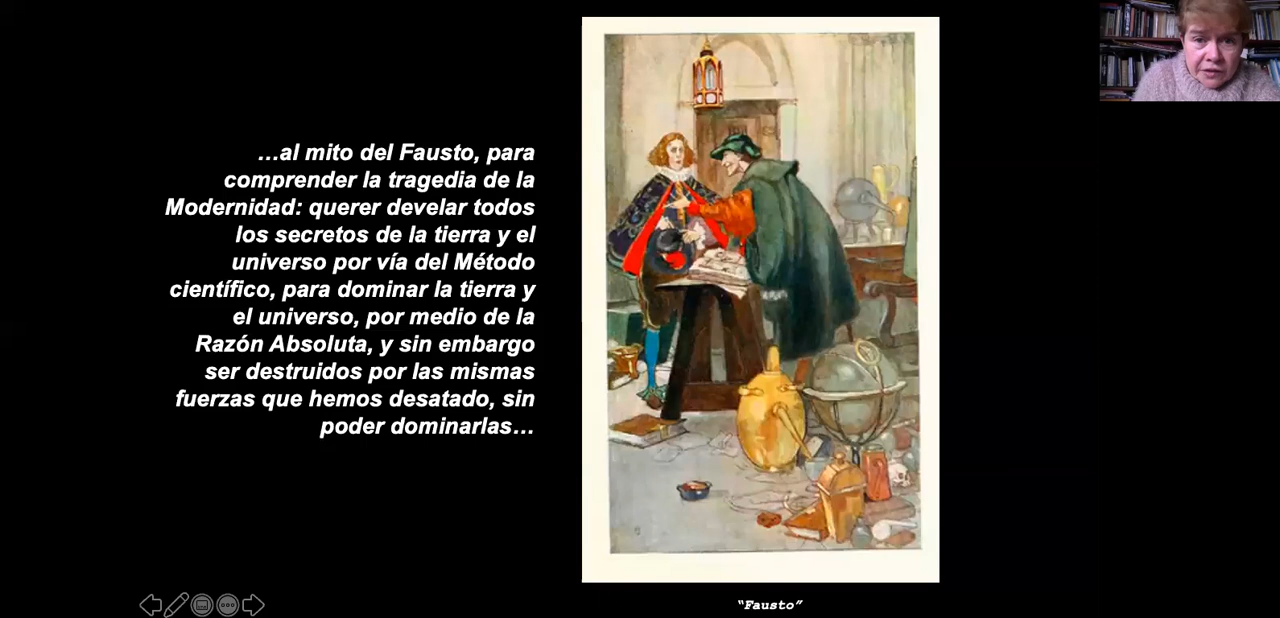 …al mito del Fausto, para
comprender la tragedia de la
Modernidad: querer develar todos
los secretos de la tierra y el
universo por vía del Método
científico, para dominar la tierra y
el universo, por medio de la
Razón Absoluta, y sin embargo
ser destruidos por las mismas
fuerzas que hemos desatado, sin
poder dominarlas…
“Fausto”